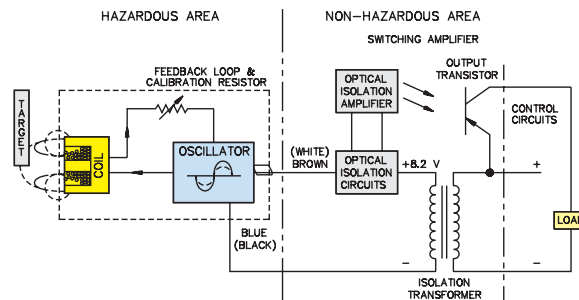 HAZARDOUS AREA
NON-HAZARDOUS AREA
SWITCHING AMPLIFIER
FEEDBACK LOOP &
CALIBRATION RESISTOR
OPTICAL
ISOLATION
AMPLIFIER
OUTPUT
TRANSISTOR
CONTROL
CIRCUITS
TARGET
COIL
OSCILLATOR
(WHITE)
BROWN
OPTICAL
ISOLATION
CIRCUITS
+8.2 V
+
BLUE
(BLACK)
LOAD
−
−
ISOLATION
TRANSFORMER